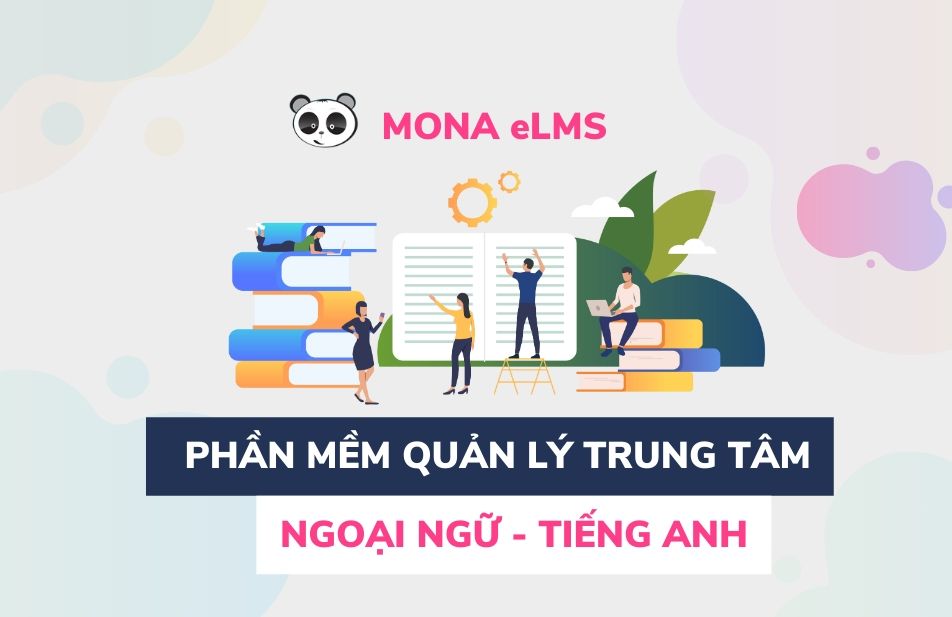 MONA eLMS
PHẦN MỀM QUẢN LÝ TRUNG TÂM
NGOẠI NGỮ - TIẾNG ANH